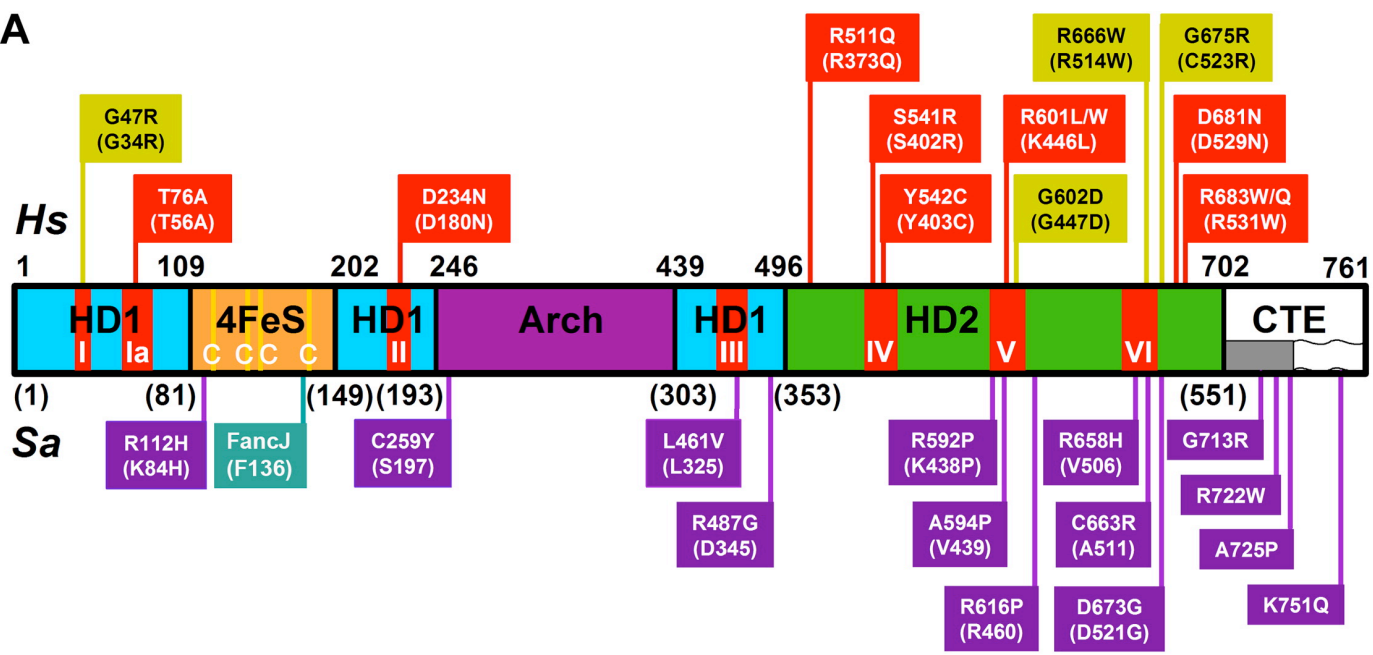 A
R511Q
(R373Q)
R666W
(R514W)
G675R
(C523R)
G47R
(G34R)
S541R
(S402R)
R601L/W
(K446L)
D681N
(D529N)
T76A
(T56A)
D234N
(D180N)
Y542C
(Y403C)
G602D
(G447D)
R683W/Q
(R531W)
Hs
1 109 202 246 439 496 702 761
HD1 4FeS HD1 Arch HD1 HD2 CTE
I Ia C C C C II III IV V VI
(1) (81) (149) (193) (303) (353) (551)
Sa
R112H
(K84H)
FancJ
(F136)
C259Y
(S197)
L461V
(L325)
R592P
(K438P)
R658H
(V506)
G713R
R722W
R487G
(D345)
A594P
(V439)
C663R
(A511)
A725P
R616P
(R460)
D673G
(D521G)
K751Q